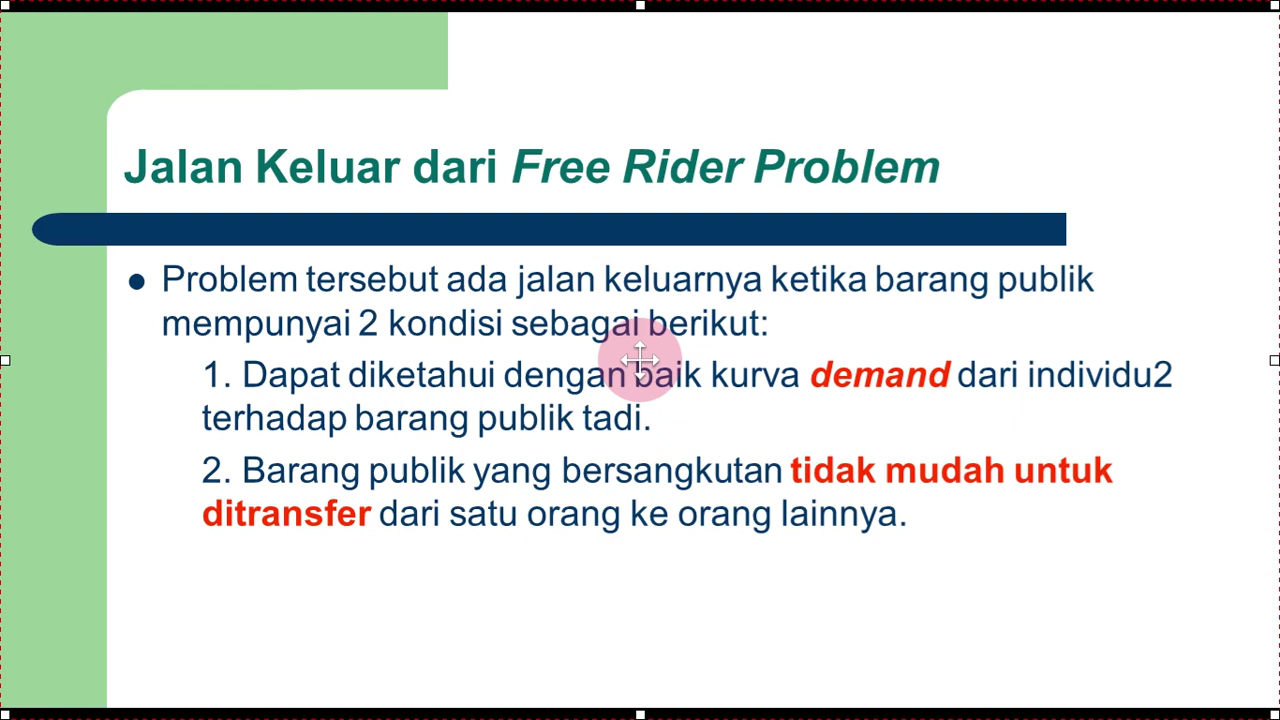 Jalan Keluar dari Free Rider Problem
Problem tersebut ada jalan keluarnya ketika barang publik
mempunyai 2 kondisi sebagai berikut:
1. Dapat diketahui dengan baik kurva demand dari individu2
terhadap barang publik tadi.
2. Barang publik yang bersangkutan tidak mudah untuk
ditransfer dari satu orang ke orang lainnya.